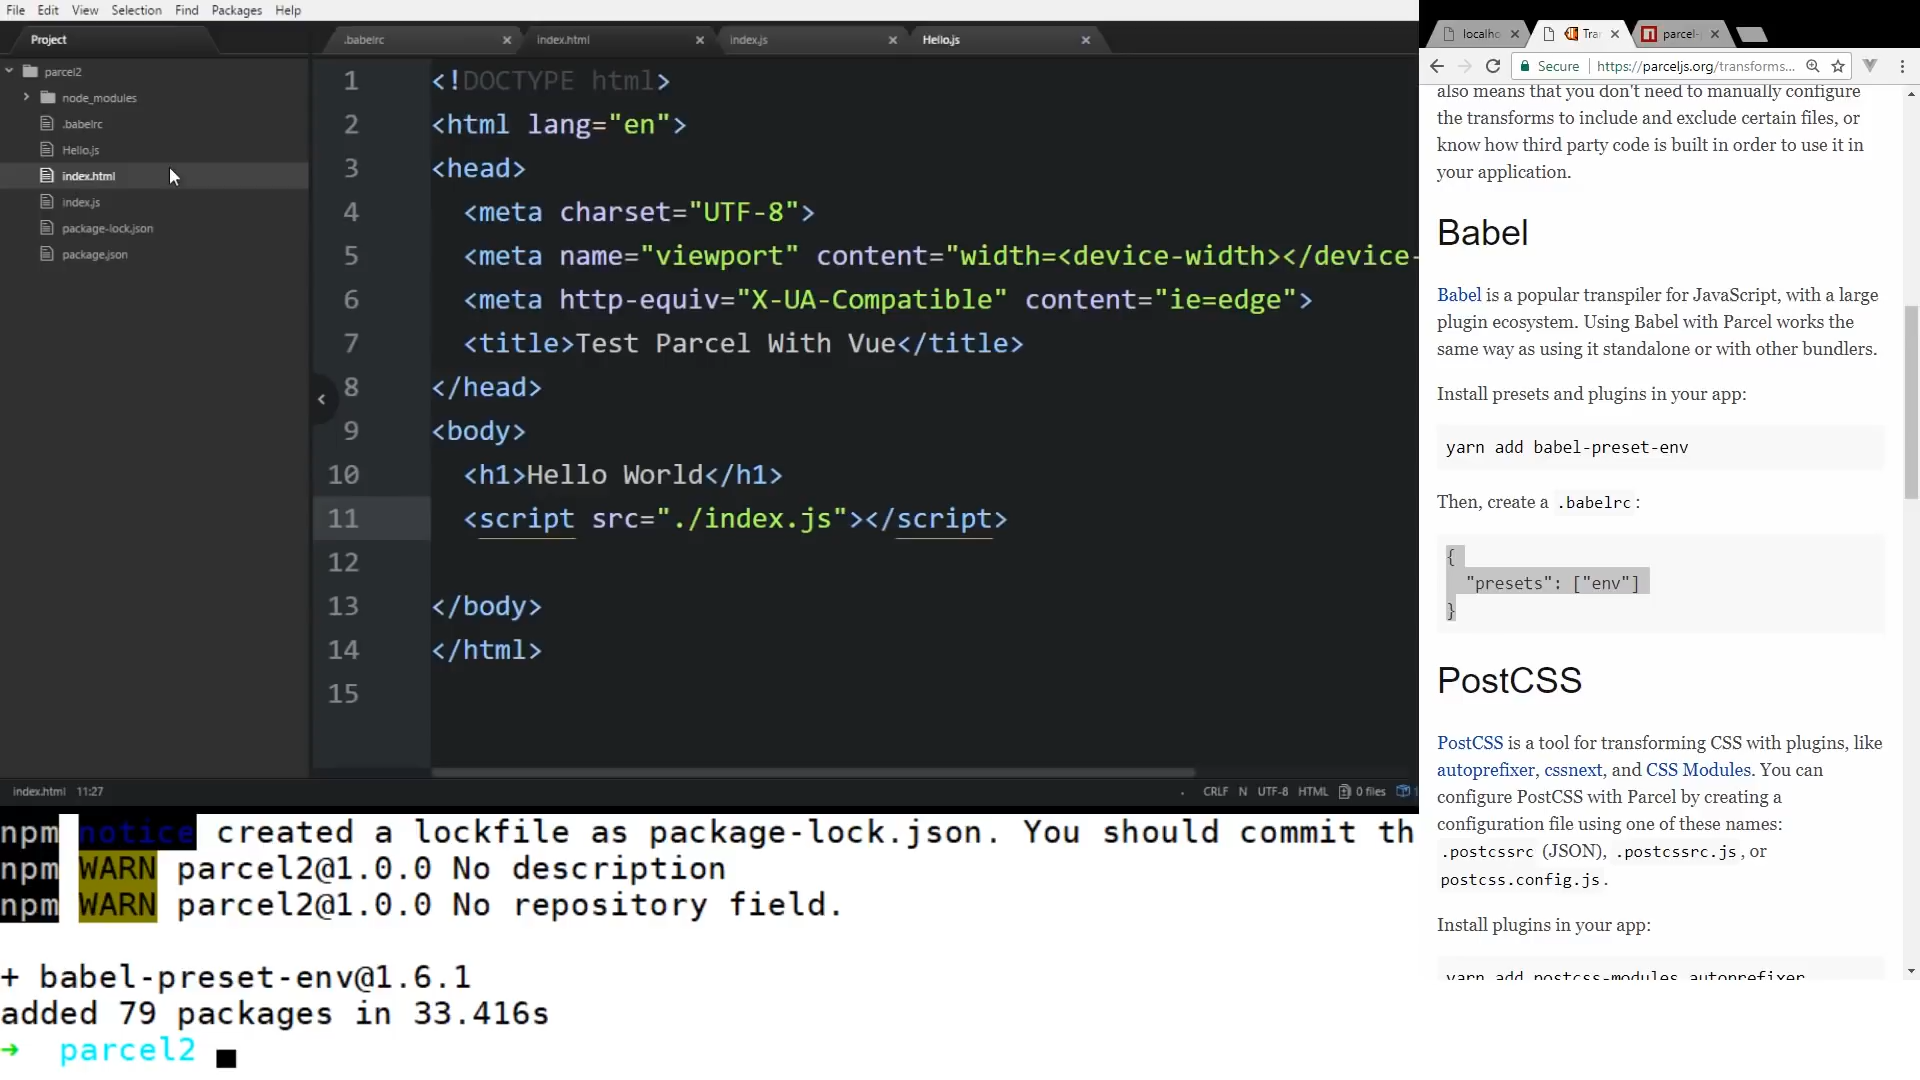 File Edit View Selection Find Packages Help
Project
parcel2
node_modules
.babelrc
Hello.js
index.html
index.js
package-lock.json
package.json
.babelrc
index.html
index.js
Hello.js
1 <!DOCTYPE html>
2 <html lang="en">
3 <head>
4 <meta charset="UTF-8">
5 <meta name="viewport" content="width=<device-width></device-
6 <meta http-equiv="X-UA-Compatible" content="ie=edge">
7 <title>Test Parcel With Vue</title>
8 </head>
9 <body>
10 <h1>Hello World</h1>
11 <script src="./index.js"></script>
12
13 </body>
14 </html>
15
index.html 11:27
CRLF N UTF-8 HTML 0 files 1
npm notice created a lockfile as package-lock.json. You should commit th
npm WARN parcel2@1.0.0 No description
npm WARN parcel2@1.0.0 No repository field.
+ babel-preset-env@1.6.1
added 79 packages in 33.416s
→ parcel2
localho
Tra
parcel-
Secure https://parceljs.org/transforms...
also means that you don't need to manually configure
the transforms to include and exclude certain files, or
know how third party code is built in order to use it in
your application.
Babel
Babel is a popular transpiler for JavaScript, with a large
plugin ecosystem. Using Babel with Parcel works the
same way as using it standalone or with other bundlers.
Install presets and plugins in your app:
yarn add babel-preset-env
Then, create a .babelrc:
{
"presets": ["env"]
}
PostCSS
PostCSS is a tool for transforming CSS with plugins, like
autoprefixer, cssnext, and CSS Modules. You can
configure PostCSS with Parcel by creating a
configuration file using one of these names:
.postcssrc (JSON), .postcssrc.js, or
postcss.config.js.
Install plugins in your app:
yarn add postcss-modules autoprefixer